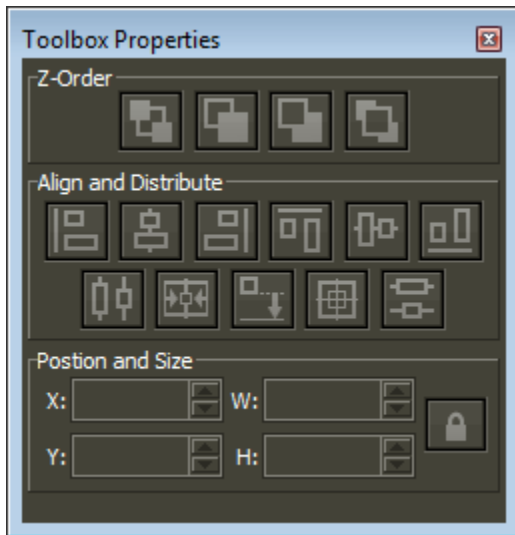 Toolbox Properties
Z-Order
Align and Distribute
Postion and Size
X: W:
Y: H: